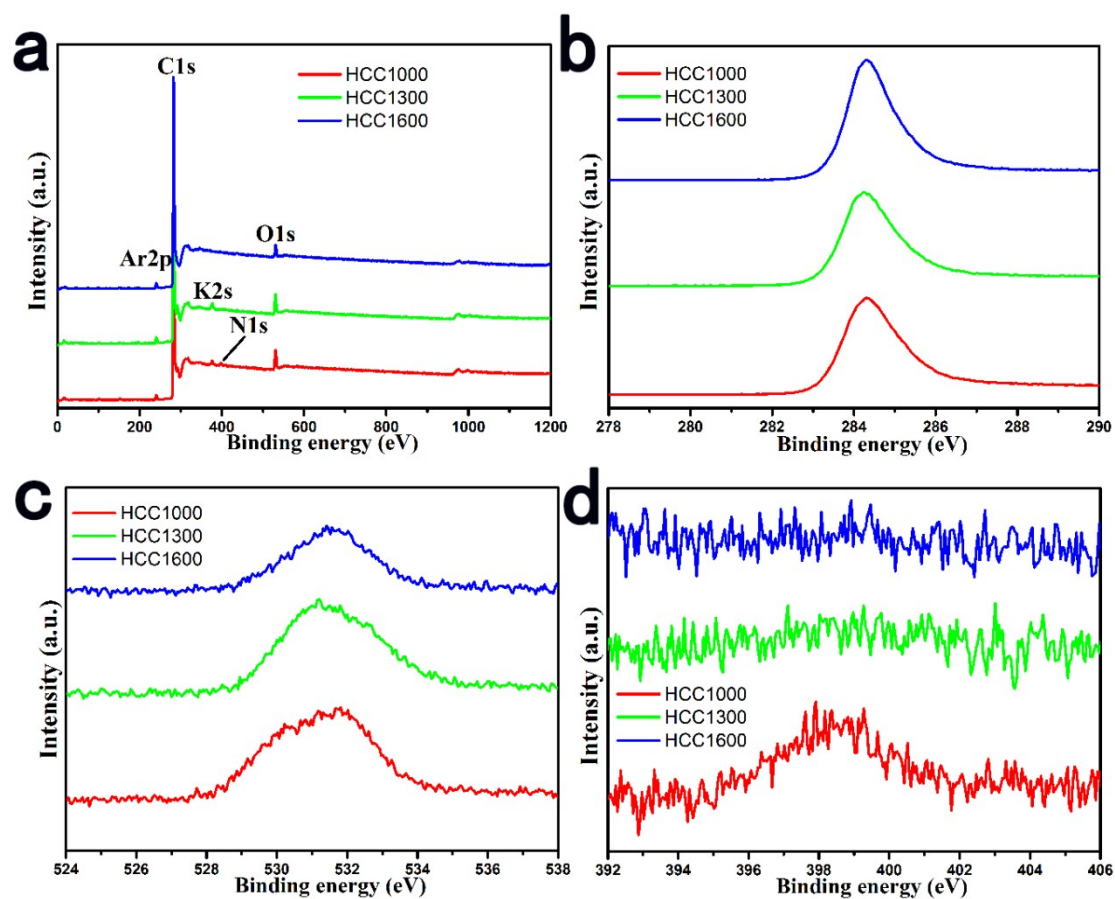 a
C1s
HCC1000
HCC1300
HCC1600
Ar2p
K2s
N1s
O1s
Intensity (a.u.)
0 200 400 600 800 1000 1200
Binding energy (eV)
b
HCC1000
HCC1300
HCC1600
Intensity (a.u.)
278 280 282 284 286 288 290
Binding energy (eV)
c
HCC1000
HCC1300
HCC1600
Intensity (a.u.)
524 526 528 530 532 534 536 538
Binding energy (eV)
d
HCC1000
HCC1300
HCC1600
Intensity (a.u.)
392 394 396 398 400 402 404 406
Binding energy (eV)